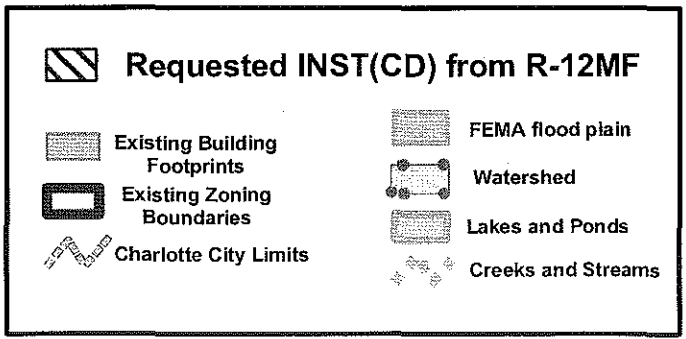 Requested INST(CD) from R-12MF
Existing Building
Footprints
Existing Zoning
Boundaries
Charlotte City Limits
FEMA flood plain
Watershed
Lakes and Ponds
Creeks and Streams